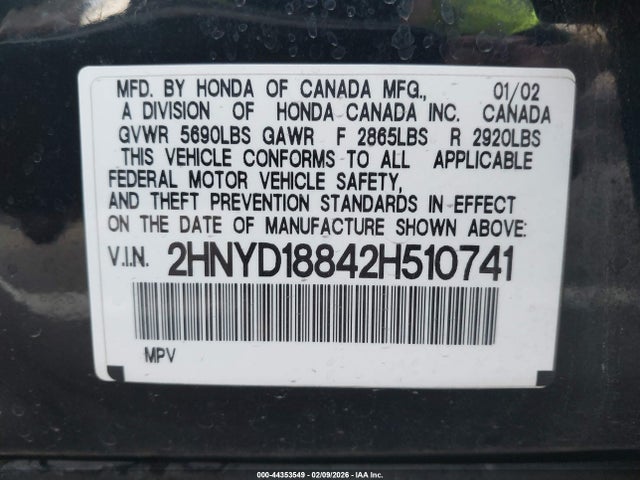 MFD. BY HONDA OF CANADA MFG., 01/02
A DIVISION OF HONDA CANADA INC. CANADA
GVWR 5690LBS GAWR F 2865LBS R 2920LBS
THIS VEHICLE CONFORMS TO ALL APPLICABLE
FEDERAL MOTOR VEHICLE SAFETY,
AND THEFT PREVENTION STANDARDS IN EFFECT
ON THE DATE OF MANUFACTURE SHOWN ABOVE:
V.I.N. 2HNYD18842H510741
MPV
000-44353549 - 02/09/2026 - IAA Inc.